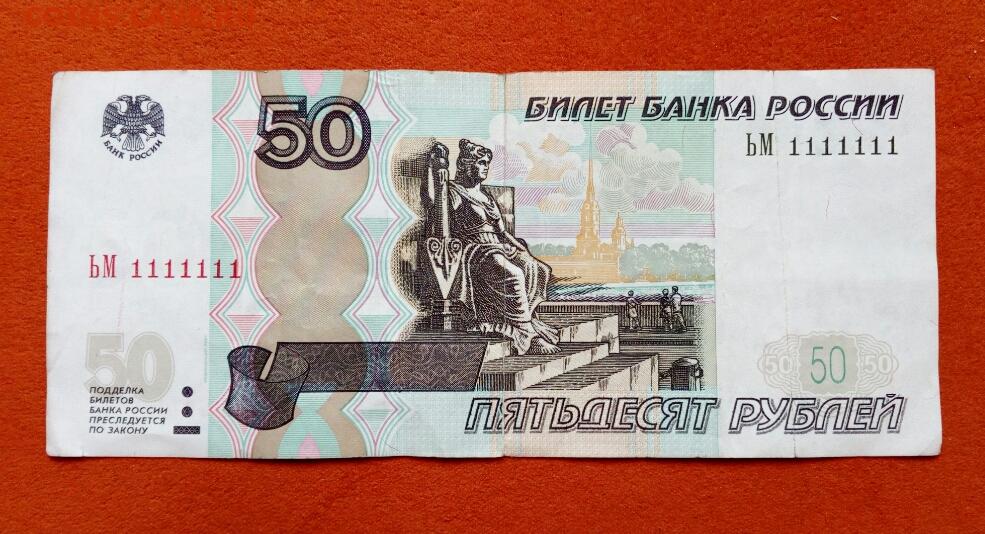 50
БИЛЕТ БАНКА РОССИИ
БАНК РОССИИ
ЬМ 1111111
ЬМ 1111111
50
50 50 50
ПОДДЕЛКА
БИЛЕТОВ
БАНКА РОССИИ
ПРЕСЛЕДУЕТСЯ
ПО ЗАКОНУ
ПЯТЬДЕСЯТ РУБЛЕЙ